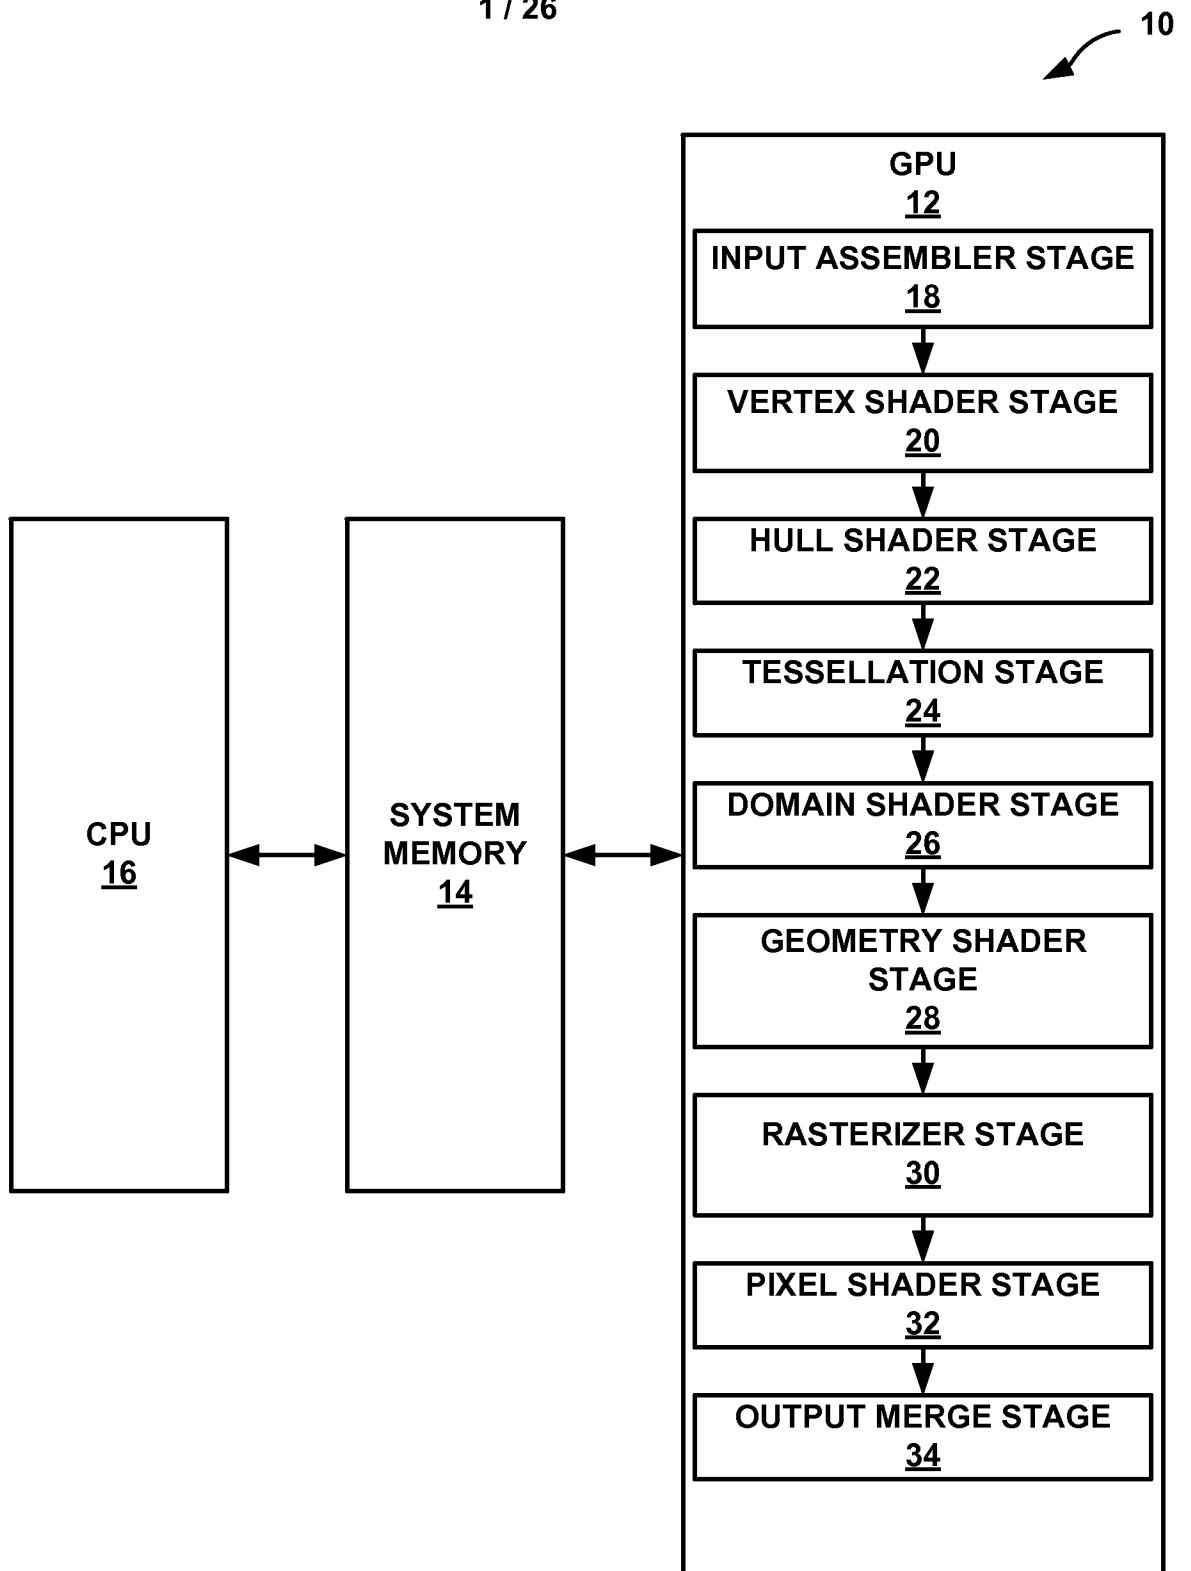 1 / 26
10
GPU
12
INPUT ASSEMBLER STAGE
18
VERTEX SHADER STAGE
20
HULL SHADER STAGE
22
TESSELLATION STAGE
24
DOMAIN SHADER STAGE
26
GEOMETRY SHADER
STAGE
28
RASTERIZER STAGE
30
PIXEL SHADER STAGE
32
OUTPUT MERGE STAGE
34
CPU
16
SYSTEM
MEMORY
14